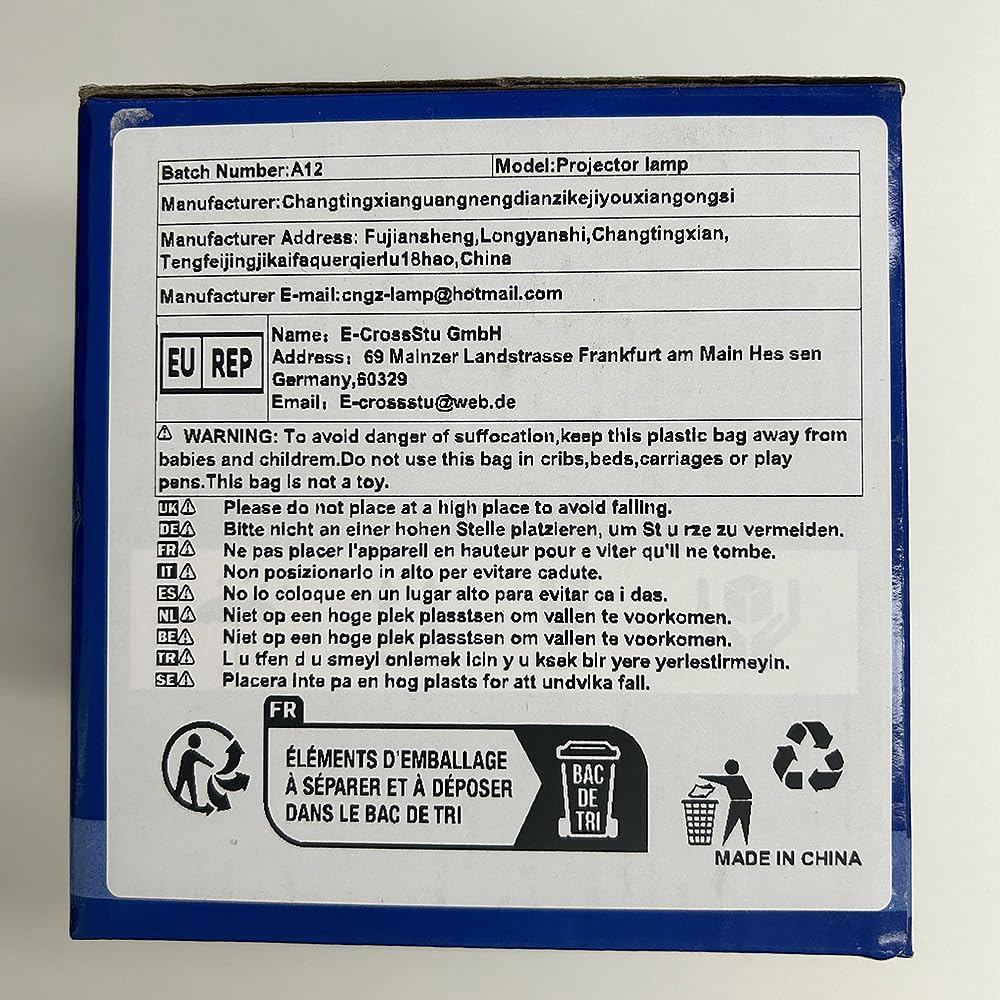 Batch Number:A12 Model:Projector lamp
Manufacturer:Changtingxianguangnengdianzikejiyouxiangongsi
Manufacturer Address: Fujiansheng,Longyanshi,Changtingxian,
Tengfeijingjikaifaquerqierlu18hao,China
Manufacturer E-mail:cngz-lamp@hotmail.com
EU REP
Name: E-CrossStu GmbH
Address: 69 Mainzer Landstrasse Frankfurt am Main Hes sen
Germany,60329
Email: E-crossstu@web.de
⚠ WARNING: To avoid danger of suffocation,keep this plastic bag away from
babies and childrem.Do not use this bag in cribs,beds,carriages or play
pens.This bag is not a toy.
UK⚠ Please do not place at a high place to avoid falling.
DE⚠ Bitte nicht an einer hohen Stelle platzieren, um St u rze zu vermeiden.
FR⚠ Ne pas placer l'appareil en hauteur pour e viter qu'il ne tombe.
IT⚠ Non posizionarlo in alto per evitare cadute.
ES⚠ No lo coloque en un lugar alto para evitar ca i das.
NL⚠ Niet op een hoge plek plasstsen om vallen te voorkomen.
BE⚠ Niet op een hoge plek plasstsen om vallen te voorkomen.
TR⚠ L u tfen d u smeyi onlemek icin y u ksek bir yere yerlestirmeyin.
SE⚠ Placera inte pa en hog plasts for att undvika fall.
FR
ÉLÉMENTS D'EMBALLAGE
À SÉPARER ET À DÉPOSER
DANS LE BAC DE TRI
BAC
DE
TRI
MADE IN CHINA